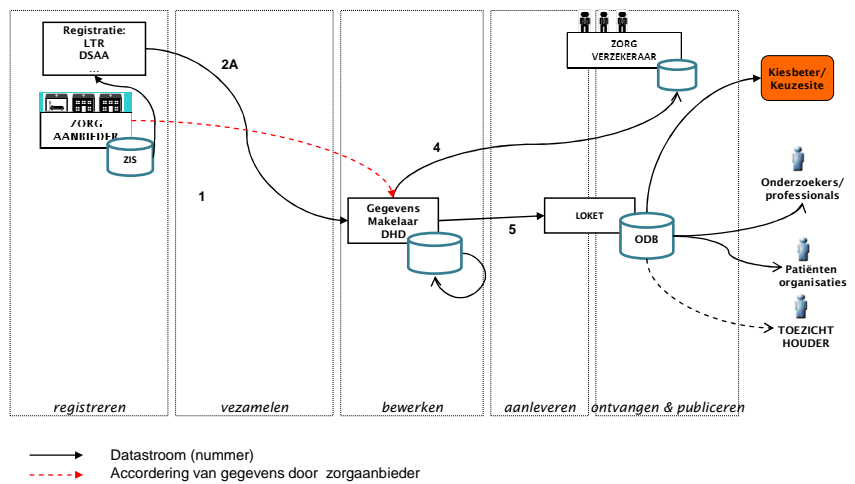 Registratie:
LTR
DSAA
...
2A
ZORG
AANBIEDER
ZIS
1
ZORG
VERZEKERAAR
4
Kiesbeter/
Keuzesite
Gegevens
Makelaar
DHD
5
LOKET
ODB
Onderzoekers/
professionals
Patiënten
organisaties
TOEZICHT
HOUDER
registreren
vezamelen
bewerken
aanleveren
ontvangen & publiceren
Datastroom (nummer)
Accordering van gegevens door zorgaanbieder